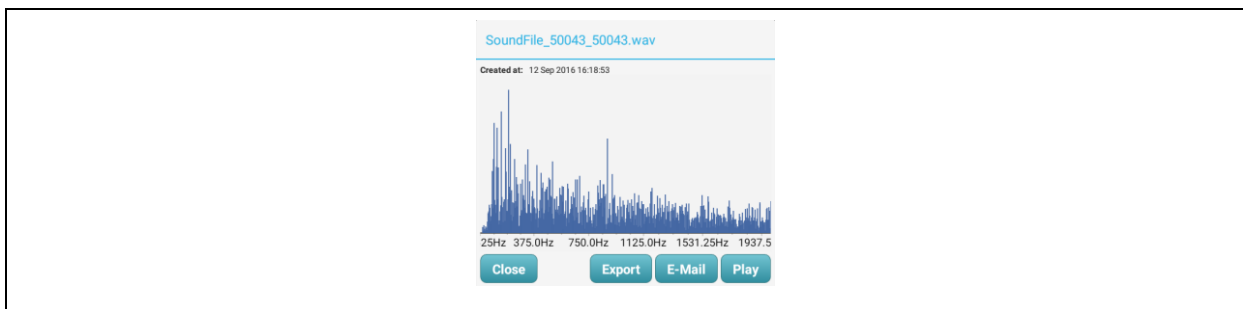 SoundFile_50043_50043.wav
Created at: 12 Sep 2016 16:18:53
25Hz 375.0Hz 750.0Hz 1125.0Hz 1531.25Hz 1937.5
Close Export E-Mail Play